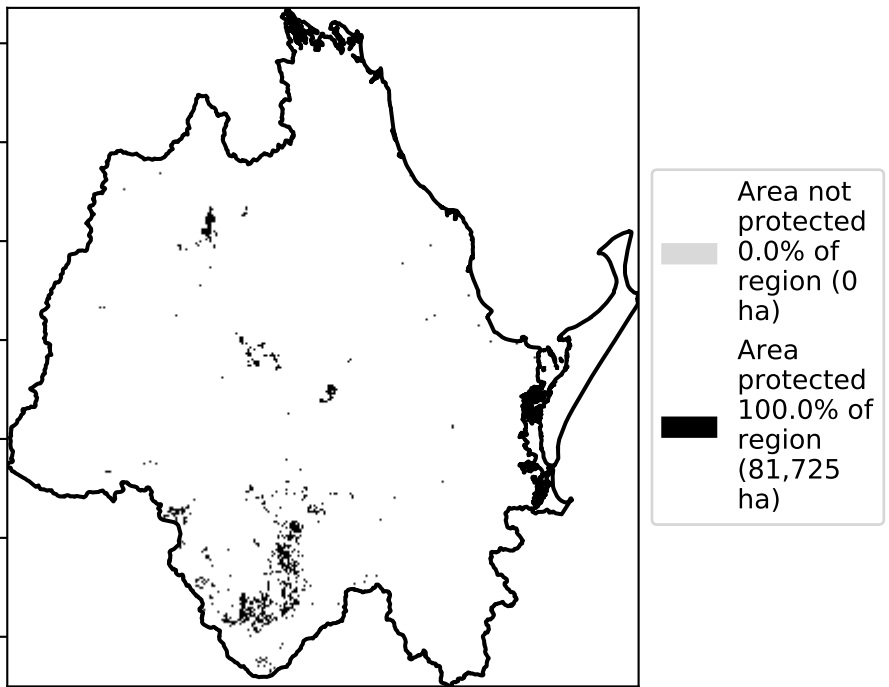 Area not
protected
0.0% of
region (0
ha)
Area
protected
100.0% of
region
(81,725
ha)